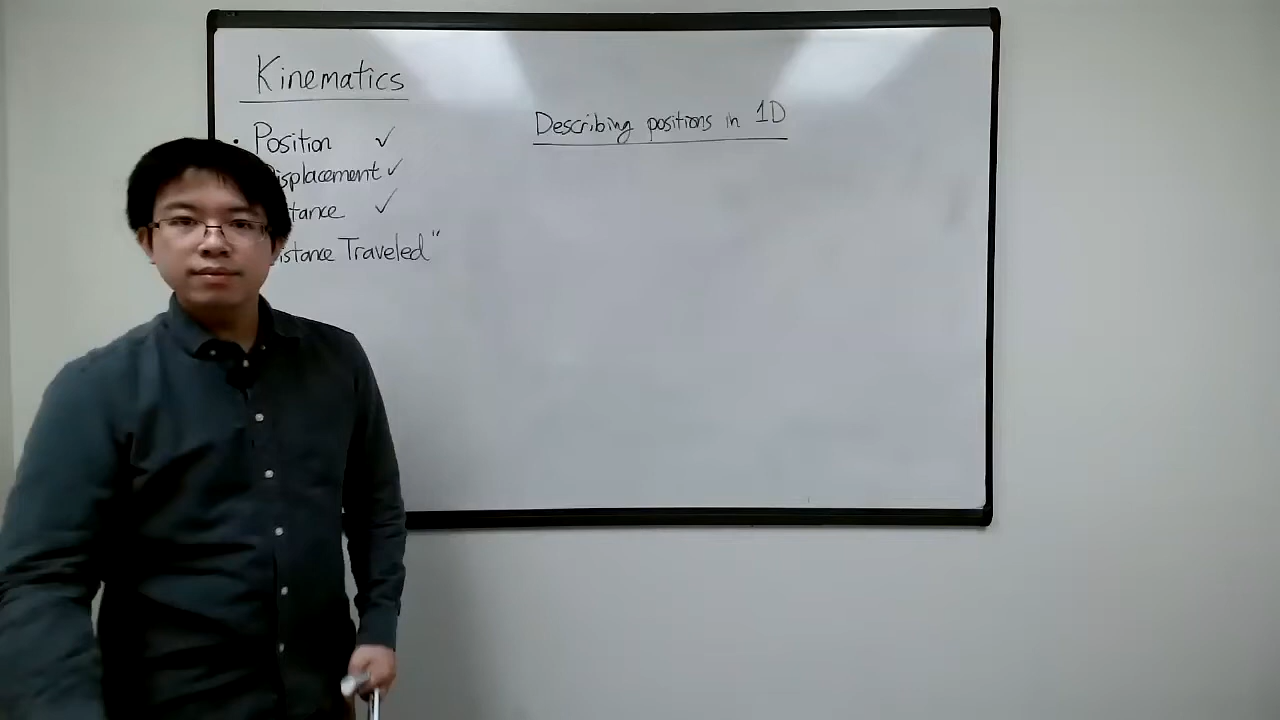 Kinematics
• Position ✓
isplacement ✓
tance ✓
istance Traveled"
Describing positions in 1D